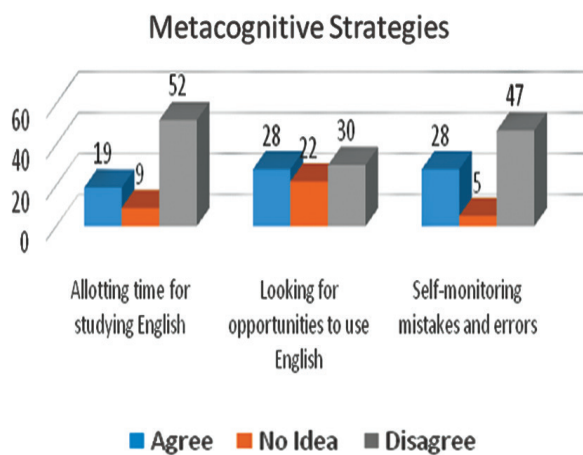 Metacognitive Strategies
60
40
20
0
19
9
52
28
22
30
28
5
47
Allotting time for
studying English
Looking for
opportunities to use
English
Self-monitoring
mistakes and errors
Agree No Idea Disagree